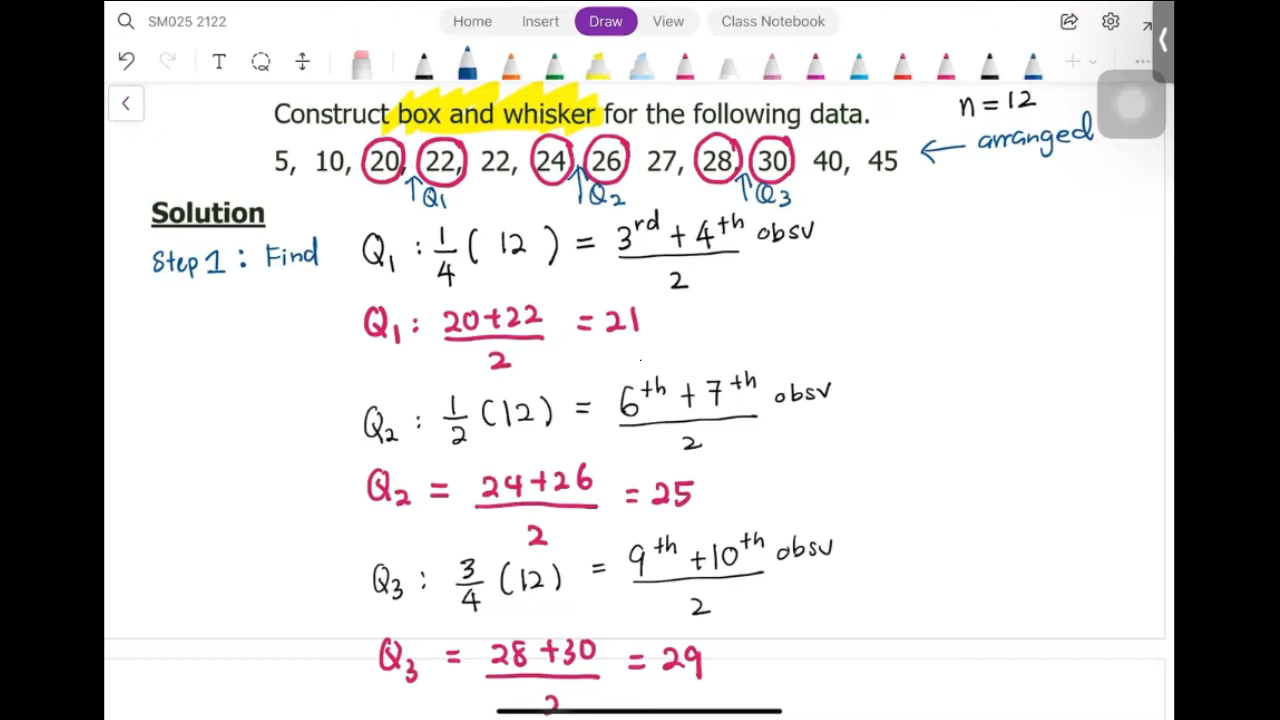 SM025 2122
Home Insert Draw View Class Notebook
T
Construct box and whisker for the following data.
n = 12
5, 10, 20, 22, 22, 24, 26 27, 28, 30 40, 45
← arranged
↑Q1 ↑Q2 ↑Q3
Solution
Step 1 : Find
Q1 : 1/4 ( 12 ) = 3rd + 4th / 2 obsv
Q1 : 20+22 / 2 = 21
Q2 : 1/2 (12) = 6th + 7th / 2 obsv
Q2 = 24+26 / 2 = 25
Q3 : 3/4 (12) = 9th +10th / 2 obsv
Q3 = 28+30 / 2 = 29